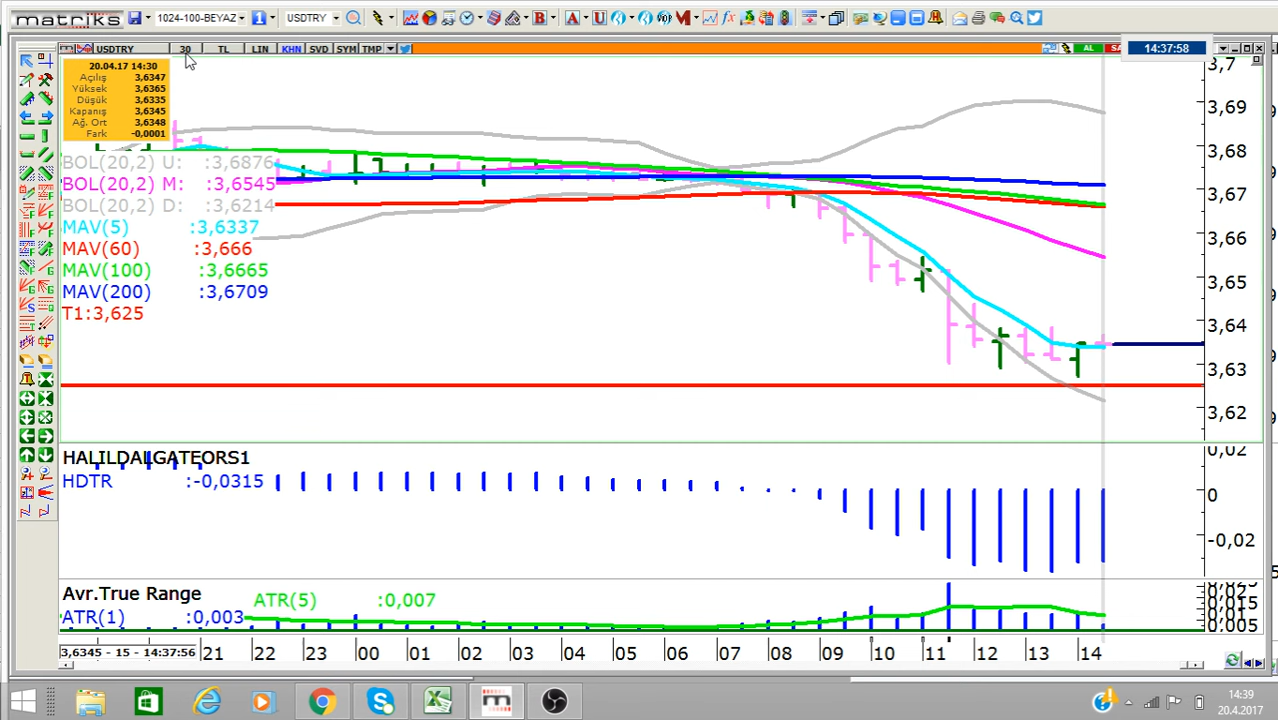 matriks 1024-100-BEYAZ USDTRY
USDTRY 30 TL LIN KHN SVD SYM TMP AL 14:37:58
20.04.17 14:30
Açılış 3,6347
Yüksek 3,6365
Düşük 3,6335
Kapanış 3,6345
Ağ. Ort 3,6348
Fark -0,0001
BOL(20,2) U: :3,6876
BOL(20,2) M: :3,6545
BOL(20,2) D: :3,6214
MAV(5) :3,6337
MAV(60) :3,666
MAV(100) :3,6665
MAV(200) :3,6709
T1:3,625
3,7
3,69
3,68
3,67
3,66
3,65
3,64
3,63
3,62
HALILDALGATEORS1
HDTR :-0,0315
0,02
0
-0,02
Avr.True Range
ATR(5) :0,007
ATR(1) :0,003
0,015
0,005
3,6345 - 15 - 14:37:56 21 22 23 00 01 02 03 04 05 06 07 08 09 10 11 12 13 14
14:39
20.4.2017